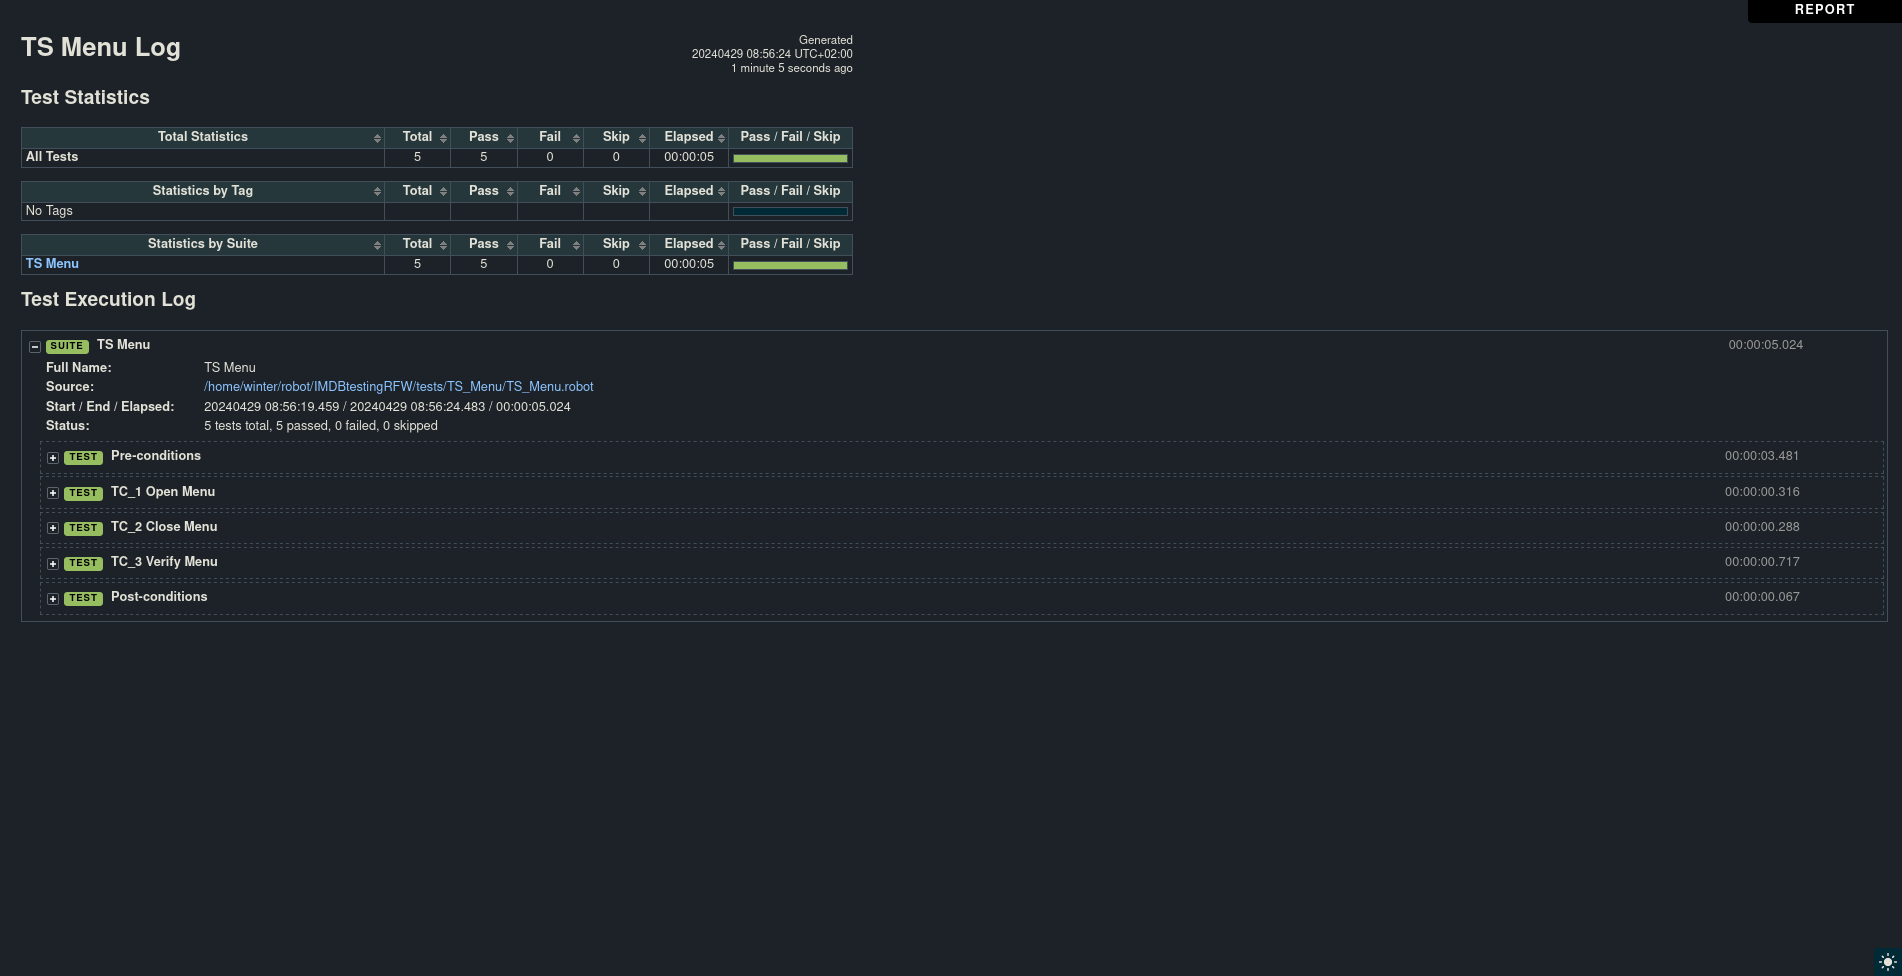 REPORT
TS Menu Log
Generated
20240429 08:56:24 UTC+02:00
1 minute 5 seconds ago
Test Statistics
Total Statistics Total Pass Fail Skip Elapsed Pass / Fail / Skip
All Tests 5 5 0 0 00:00:05
Statistics by Tag Total Pass Fail Skip Elapsed Pass / Fail / Skip
No Tags
Statistics by Suite Total Pass Fail Skip Elapsed Pass / Fail / Skip
TS Menu 5 5 0 0 00:00:05
Test Execution Log
SUITE TS Menu 00:00:05.024
Full Name: TS Menu
Source: /home/winter/robot/IMDBtestingRFW/tests/TS_Menu/TS_Menu.robot
Start / End / Elapsed: 20240429 08:56:19.459 / 20240429 08:56:24.483 / 00:00:05.024
Status: 5 tests total, 5 passed, 0 failed, 0 skipped
TEST Pre-conditions 00:00:03.481
TEST TC_1 Open Menu 00:00:00.316
TEST TC_2 Close Menu 00:00:00.288
TEST TC_3 Verify Menu 00:00:00.717
TEST Post-conditions 00:00:00.067